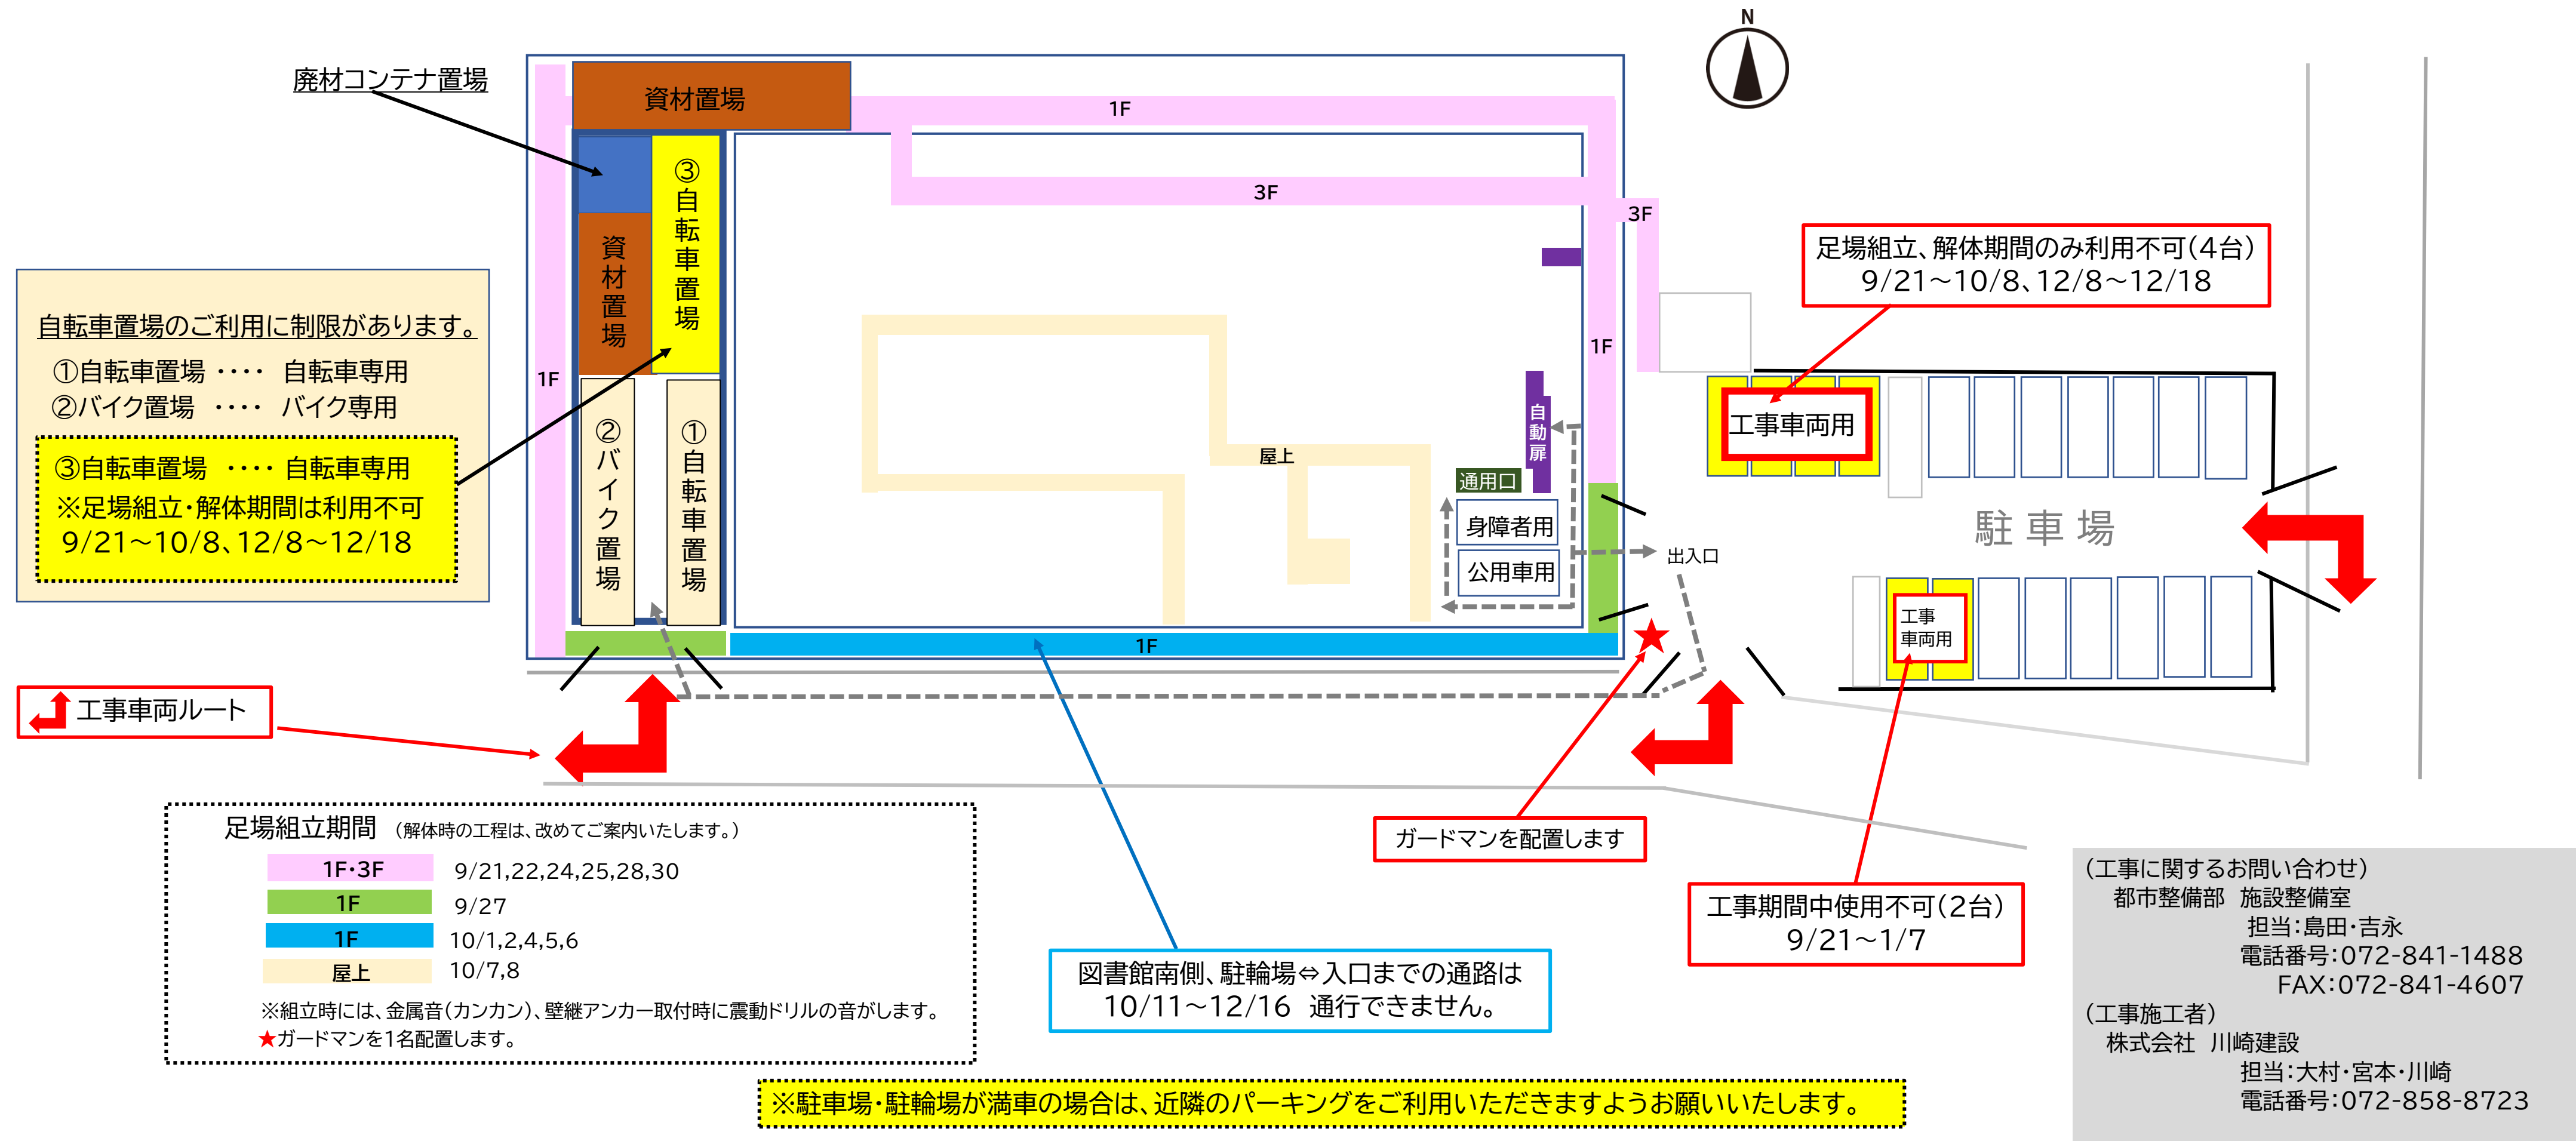 N
廃材コンテナ置場
資材置場
1F
3F
3F
③自転車置場
資材置場
1F
1F
②バイク置場
①自転車置場
自動扉
通用口
身障者用
公用車用
屋上
出入口
1F
自転車置場のご利用に制限があります。
①自転車置場 ・・・・ 自転車専用
②バイク置場 ・・・・ バイク専用
③自転車置場 ・・・・ 自転車専用
※足場組立・解体期間は利用不可
9/21～10/8、12/8～12/18
足場組立、解体期間のみ利用不可(4台)
9/21～10/8、12/8～12/18
工事車両用
駐車場
工事
車両用
工事車両ルート
足場組立期間 （解体時の工程は、改めてご案内いたします。）
1F・3F 9/21,22,24,25,28,30
1F 9/27
1F 10/1,2,4,5,6
屋上 10/7,8
※組立時には、金属音(カンカン)、壁継アンカー取付時に震動ドリルの音がします。
★ガードマンを1名配置します。
ガードマンを配置します
図書館南側、駐輪場⇔入口までの通路は
10/11～12/16 通行できません。
工事期間中使用不可(2台)
9/21～1/7
(工事に関するお問い合わせ)
都市整備部 施設整備室
担当：島田・吉永
電話番号：072-841-1488
FAX：072-841-4607
(工事施工者)
株式会社 川崎建設
担当：大村・宮本・川崎
電話番号：072-858-8723
※駐車場・駐輪場が満車の場合は、近隣のパーキングをご利用いただきますようお願いいたします。